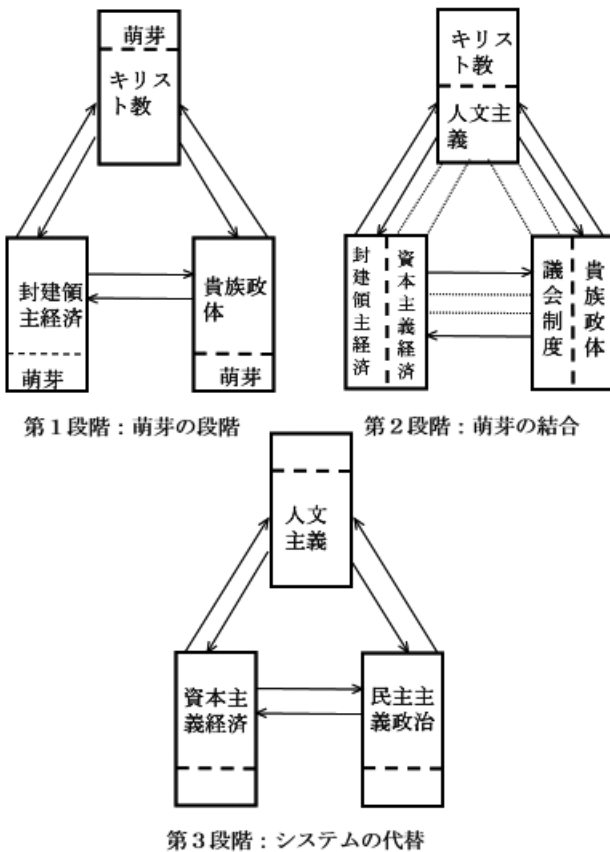 萌芽
キリス
ト教
封建領
主経済
萌芽
貴族政
体
萌芽
第1段階：萌芽の段階
キリス
ト教
人文主
義
封建領主経済
資本主義経済
議会制度
貴族政体
第2段階：萌芽の結合
人文
主義
資本主
義経済
民主主
義政治
第3段階：システムの代替